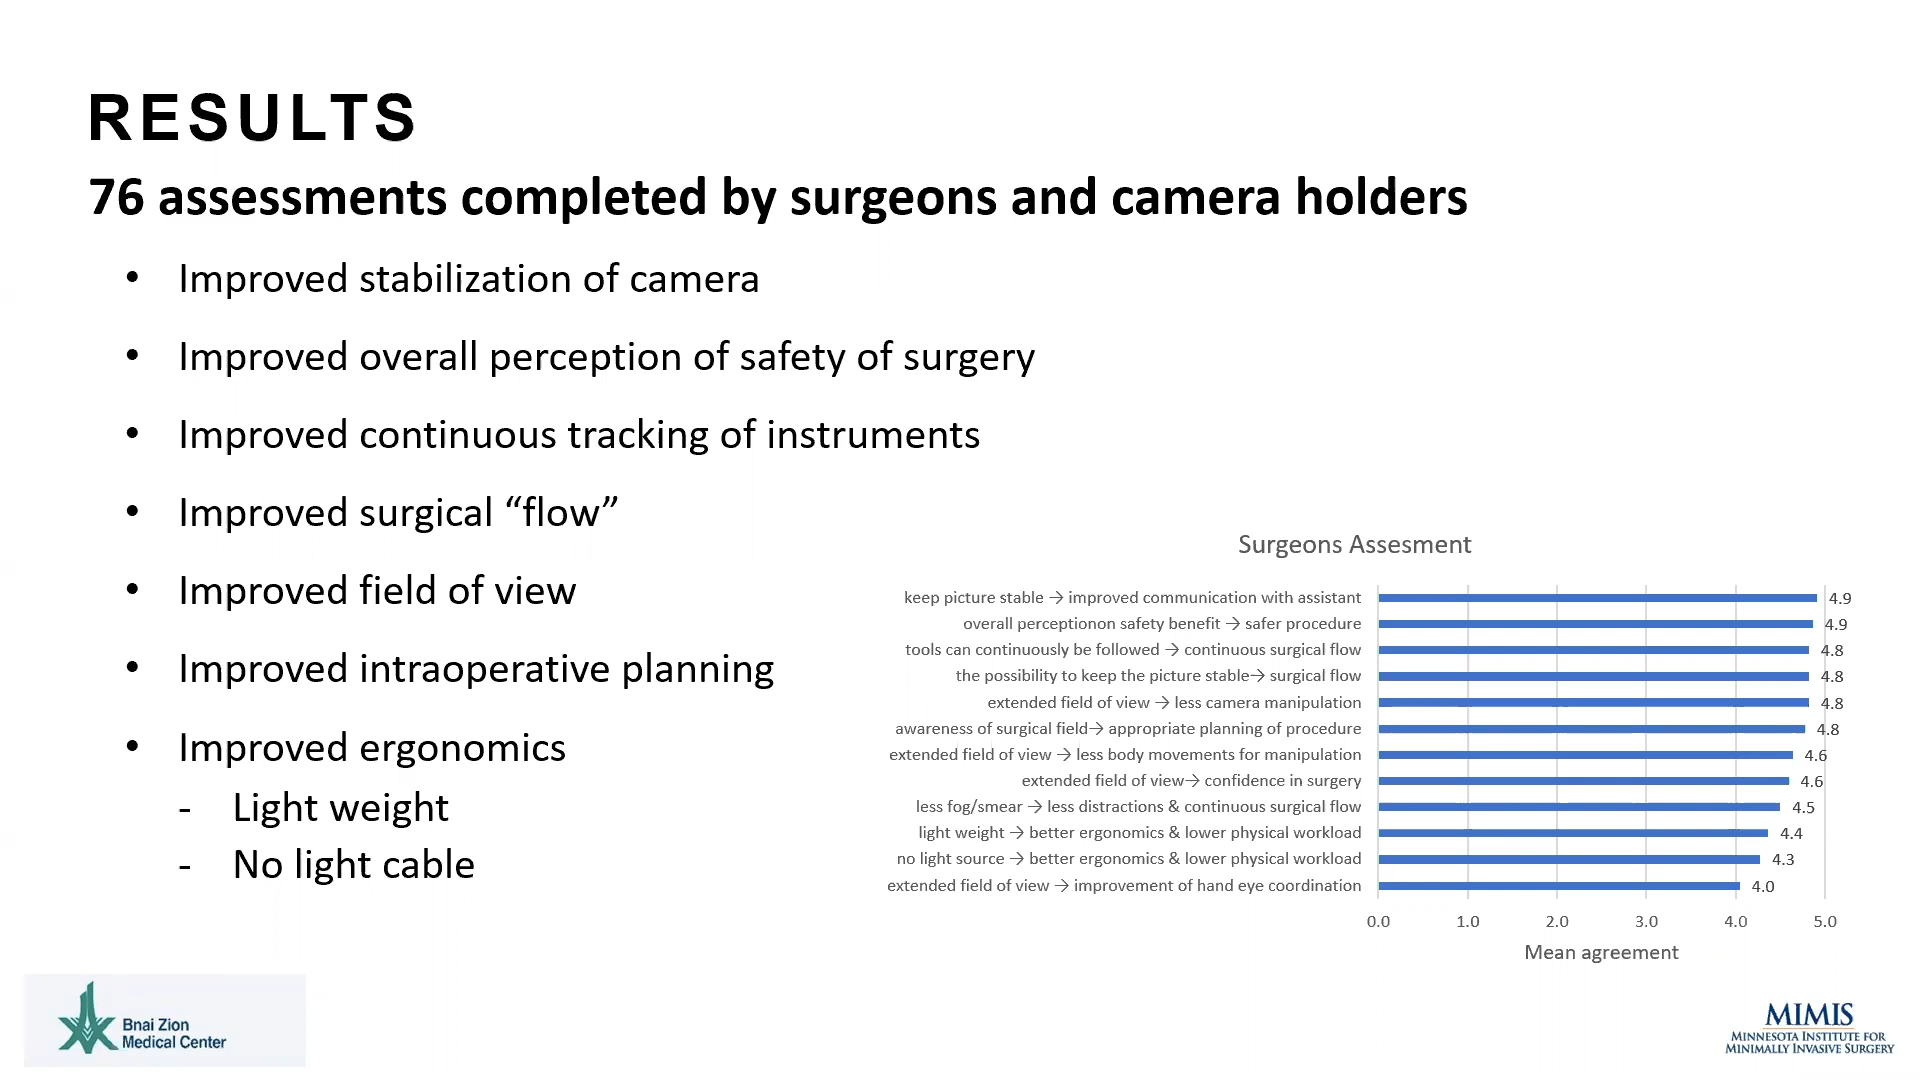 RESULTS
76 assessments completed by surgeons and camera holders
• Improved stabilization of camera
• Improved overall perception of safety of surgery
• Improved continuous tracking of instruments
• Improved surgical “flow”
• Improved field of view
• Improved intraoperative planning
• Improved ergonomics
- Light weight
- No light cable
Surgeons Assesment
keep picture stable → improved communication with assistant 4.9
overall perceptionon safety benefit → safer procedure 4.9
tools can continuously be followed → continuous surgical flow 4.8
the possibility to keep the picture stable→ surgical flow 4.8
extended field of view → less camera manipulation 4.8
awareness of surgical field→ appropriate planning of procedure 4.8
extended field of view → less body movements for manipulation 4.6
extended field of view→ confidence in surgery 4.6
less fog/smear → less distractions & continuous surgical flow 4.5
light weight → better ergonomics & lower physical workload 4.4
no light source → better ergonomics & lower physical workload 4.3
extended field of view → improvement of hand eye coordination 4.0
0.0 1.0 2.0 3.0 4.0 5.0
Mean agreement
Bnai Zion
Medical Center
MIMIS
MINNESOTA INSTITUTE FOR
MINIMALLY INVASIVE SURGERY